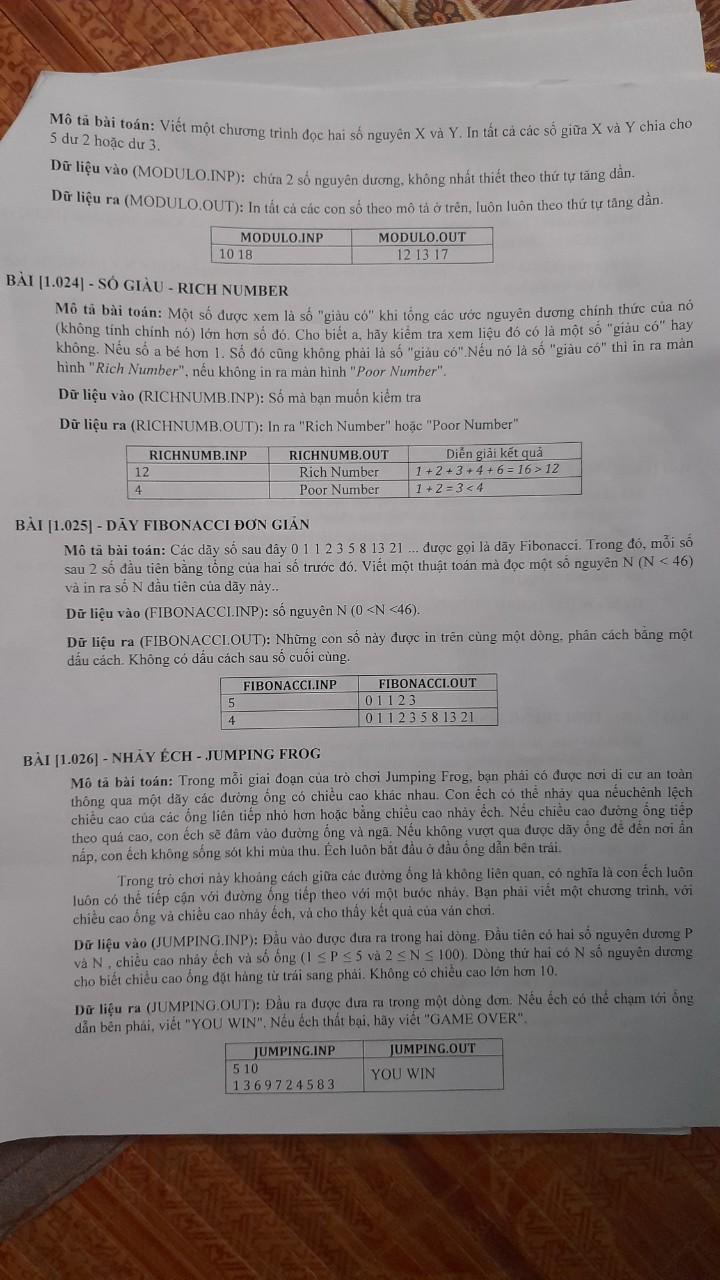 Mô tả bài toán: Viết một chương trình đọc hai số nguyên X và Y. In tất cả các số giữa X và Y chia cho
5 dư 2 hoặc dư 3.
Dữ liệu vào (MODULO.INP): chứa 2 số nguyên dương, không nhất thiết theo thứ tự tăng dần.
Dữ liệu ra (MODULO.OUT): In tất cả các con số theo mô tả ở trên, luôn luôn theo thứ tự tăng dần.
MODULO.INP MODULO.OUT
10 18 12 13 17
BÀI [1.024] - SỐ GIÀU - RICH NUMBER
Mô tả bài toán: Một số được xem là số "giàu có" khi tổng các ước nguyên dương chính thức của nó
(không tính chính nó) lớn hơn số đó. Cho biết a, hãy kiểm tra xem liệu đó có là một số "giàu có" hay
không. Nếu số a bé hơn 1. Số đó cũng không phải là số "giàu có".Nếu nó là số "giàu có" thì in ra màn
hình "Rich Number", nếu không in ra màn hình "Poor Number".
Dữ liệu vào (RICHNUMB.INP): Số mà bạn muốn kiểm tra
Dữ liệu ra (RICHNUMB.OUT): In ra "Rich Number" hoặc "Poor Number"
RICHNUMB.INP RICHNUMB.OUT Diễn giải kết quả
12 Rich Number 1 + 2 + 3 + 4 + 6 = 16 > 12
4 Poor Number 1 + 2 = 3 < 4
BÀI [1.025] - DÃY FIBONACCI ĐƠN GIẢN
Mô tả bài toán: Các dãy số sau đây 0 1 1 2 3 5 8 13 21 ... được gọi là dãy Fibonacci. Trong đó, mỗi số
sau 2 số đầu tiên bằng tổng của hai số trước đó. Viết một thuật toán mà đọc một số nguyên N (N < 46)
và in ra số N đầu tiên của dãy này..
Dữ liệu vào (FIBONACCI.INP): số nguyên N (0 <N <46).
Dữ liệu ra (FIBONACCI.OUT): Những con số này được in trên cùng một dòng, phân cách bằng một
dấu cách. Không có dấu cách sau số cuối cùng.
FIBONACCI.INP FIBONACCI.OUT
5 0 1 1 2 3
4 0 1 1 2 3 5 8 13 21
BÀI [1.026] - NHẢY ẾCH - JUMPING FROG
Mô tả bài toán: Trong mỗi giai đoạn của trò chơi Jumping Frog, bạn phải có được nơi di cư an toàn
thông qua một dãy các đường ống có chiều cao khác nhau. Con ếch có thể nhảy qua nếuchênh lệch
chiều cao của các ống liên tiếp nhỏ hơn hoặc bằng chiều cao nhảy ếch. Nếu chiều cao đường ống tiếp
theo quá cao, con ếch sẽ đâm vào đường ống và ngã. Nếu không vượt qua được dãy ống để đến nơi ẩn
nấp, con ếch không sống sót khi mùa thu. Ếch luôn bắt đầu ở đầu ống dẫn bên trái.
Trong trò chơi này khoảng cách giữa các đường ống là không liên quan, có nghĩa là con ếch luôn
luôn có thể tiếp cận với đường ống tiếp theo với một bước nhảy. Bạn phải viết một chương trình, với
chiều cao ống và chiều cao nhảy ếch, và cho thấy kết quả của ván chơi.
Dữ liệu vào (JUMPING.INP): Đầu vào được đưa ra trong hai dòng. Đầu tiên có hai số nguyên dương P
và N , chiều cao nhảy ếch và số ống (1 ≤ P ≤ 5 và 2 ≤ N ≤ 100). Dòng thứ hai có N số nguyên dương
cho biết chiều cao ống đặt hàng từ trái sang phải. Không có chiều cao lớn hơn 10.
Dữ liệu ra (JUMPING.OUT): Đầu ra được đưa ra trong một dòng đơn. Nếu ếch có thể chạm tới ống
dẫn bên phải, viết "YOU WIN". Nếu ếch thất bại, hãy viết "GAME OVER".
JUMPING.INP JUMPING.OUT
5 10
1 3 6 9 7 2 4 5 8 3 YOU WIN